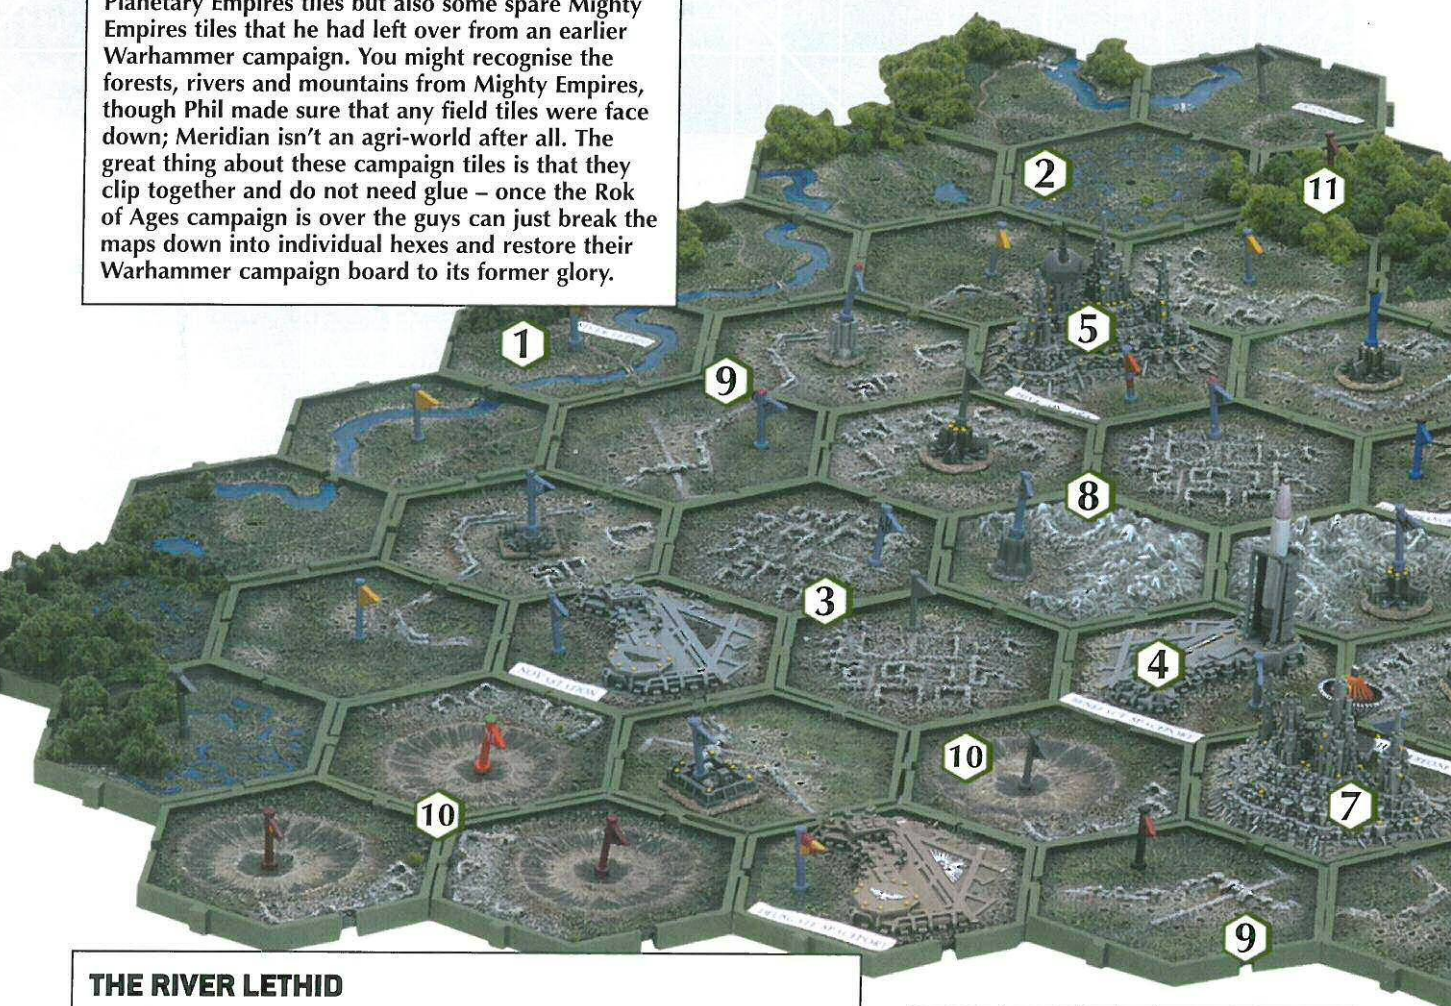 Planetary Empires tiles but also some spare Mighty
Empires tiles that he had left over from an earlier
Warhammer campaign. You might recognise the
forests, rivers and mountains from Mighty Empires,
though Phil made sure that any field tiles were face
down; Meridian isn't an agri-world after all. The
great thing about these campaign tiles is that they
clip together and do not need glue – once the Rok
of Ages campaign is over the guys can just break the
maps down into individual hexes and restore their
Warhammer campaign board to its former glory.
2
11
1
5
9
8
3
4
NOVASTATION
10
7
10
9
THE RIVER LETHID